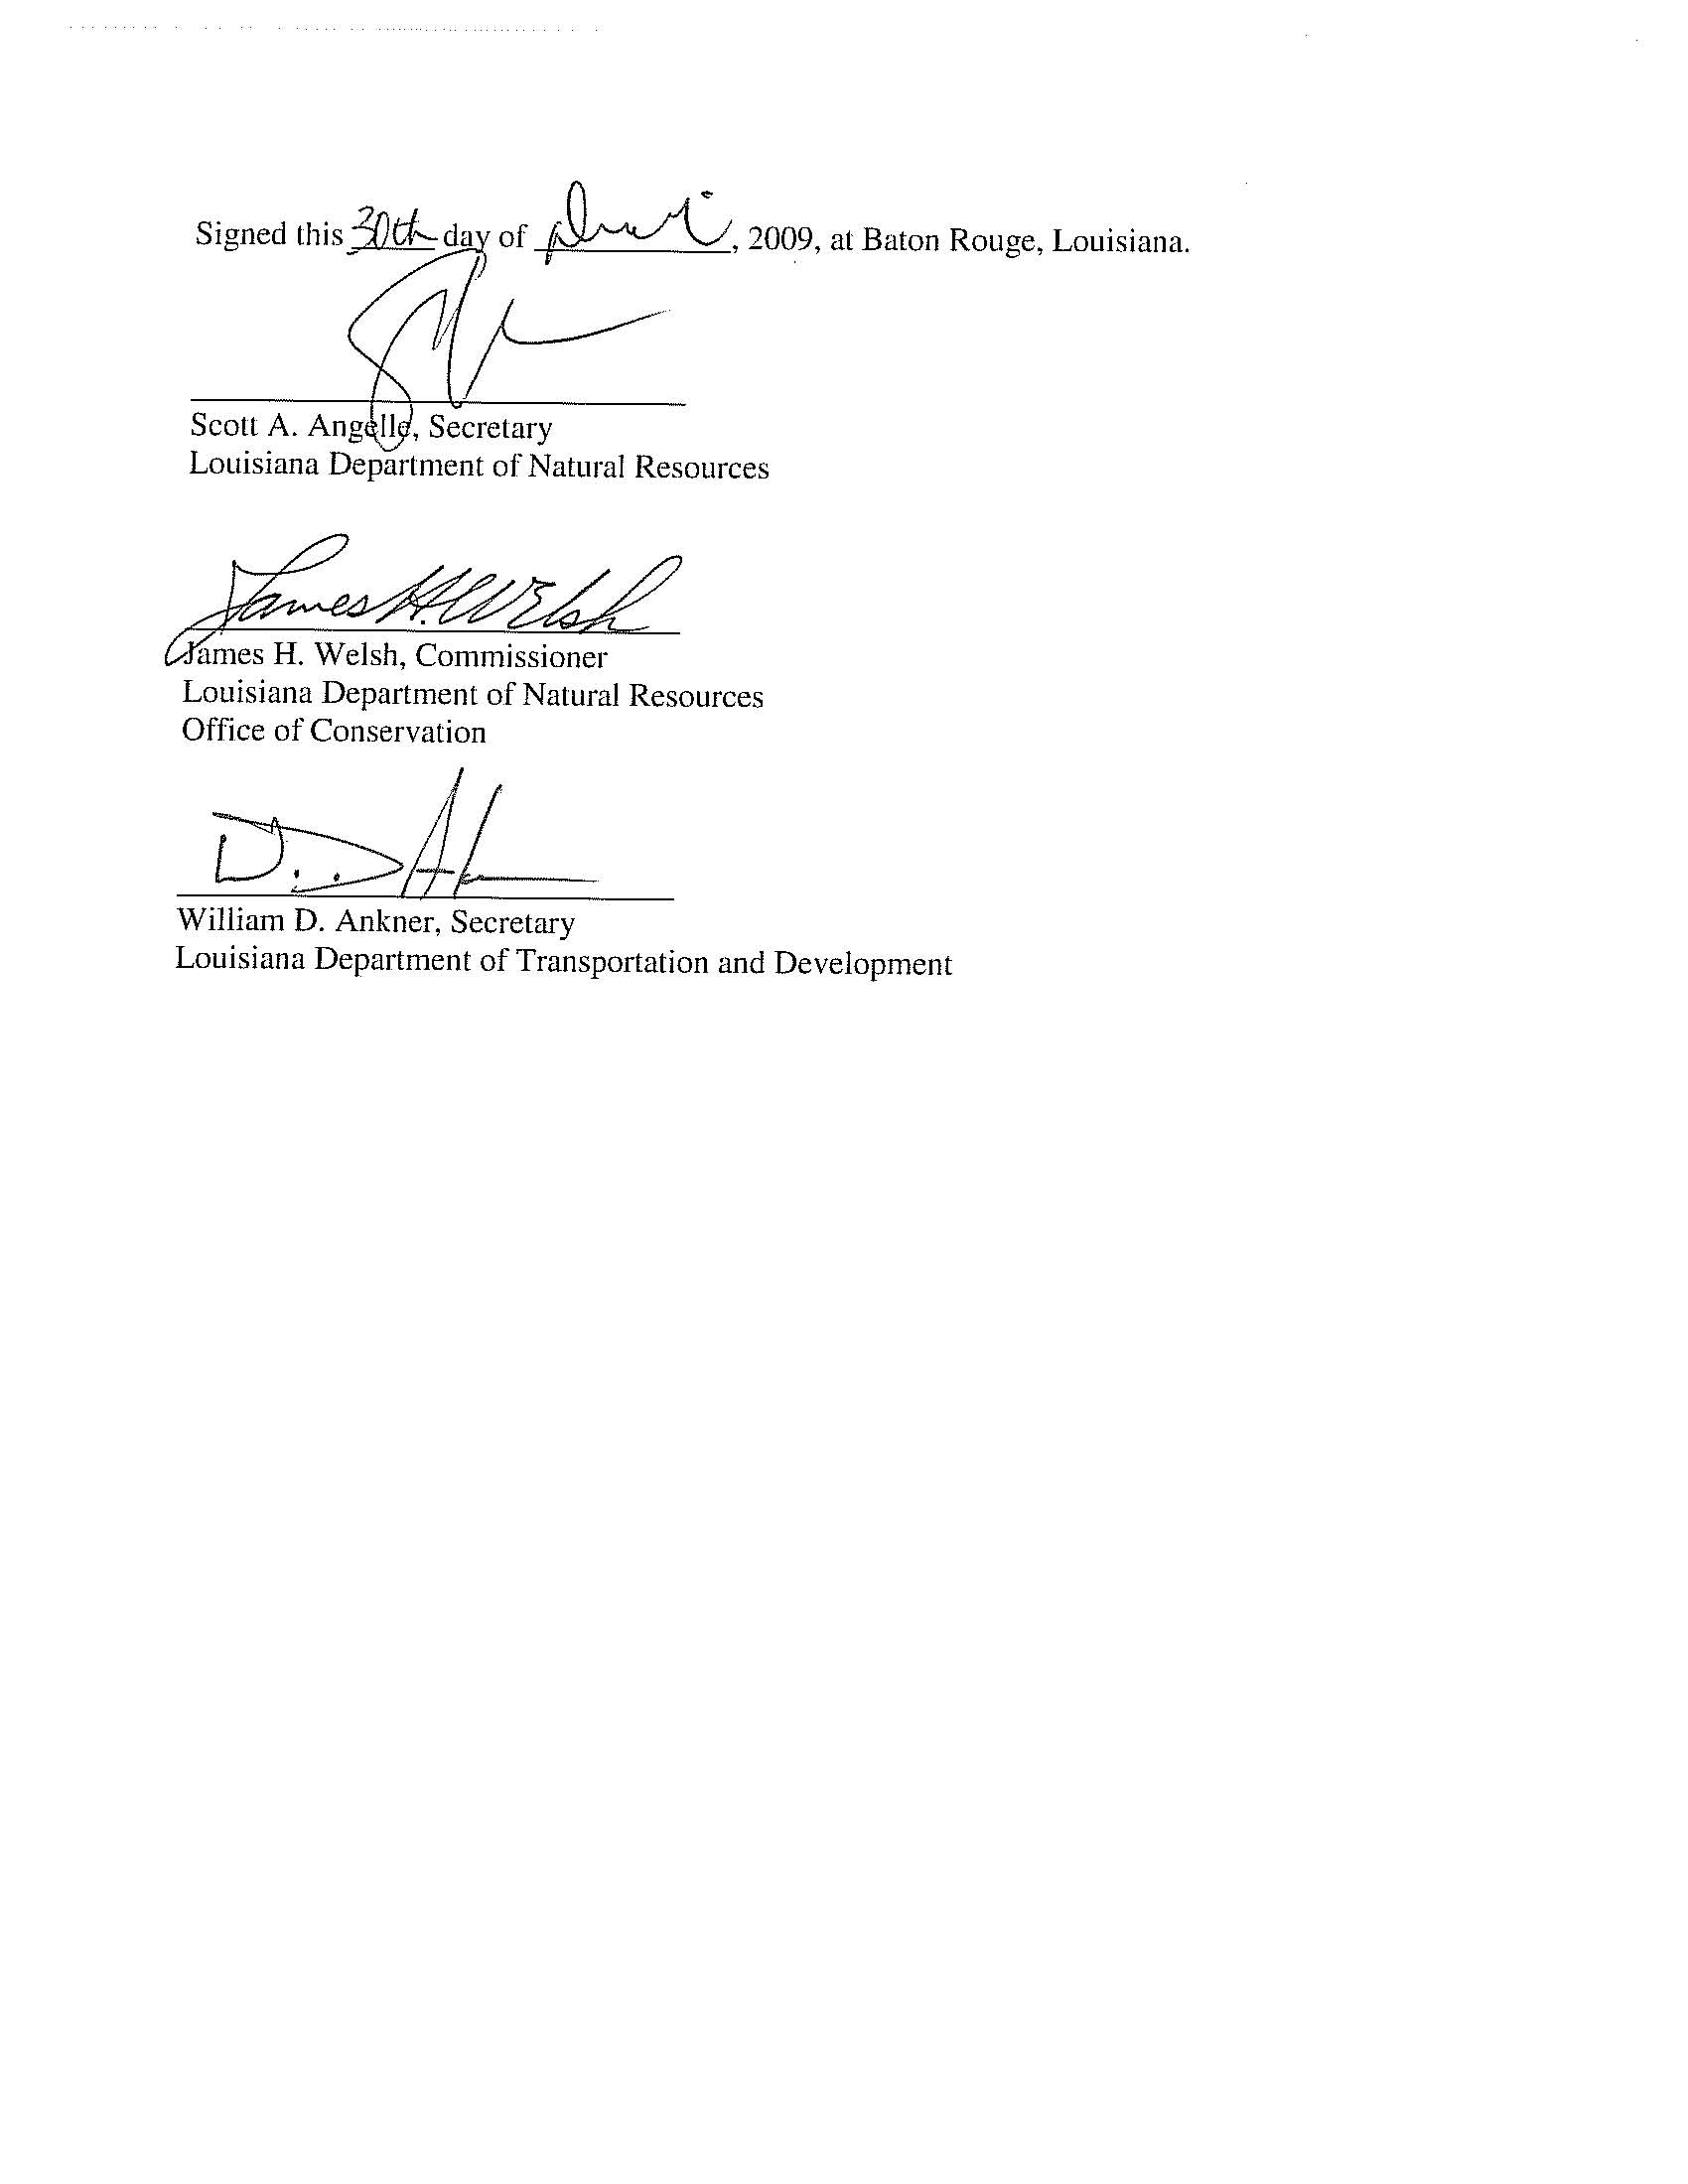 Signed this 30th day of , 2009, at Baton Rouge, Louisiana.
Scott A. Angelle, Secretary
Louisiana Department of Natural Resources
James H. Welsh
James H. Welsh, Commissioner
Louisiana Department of Natural Resources
Office of Conservation
William D. Ankner, Secretary
Louisiana Department of Transportation and Development